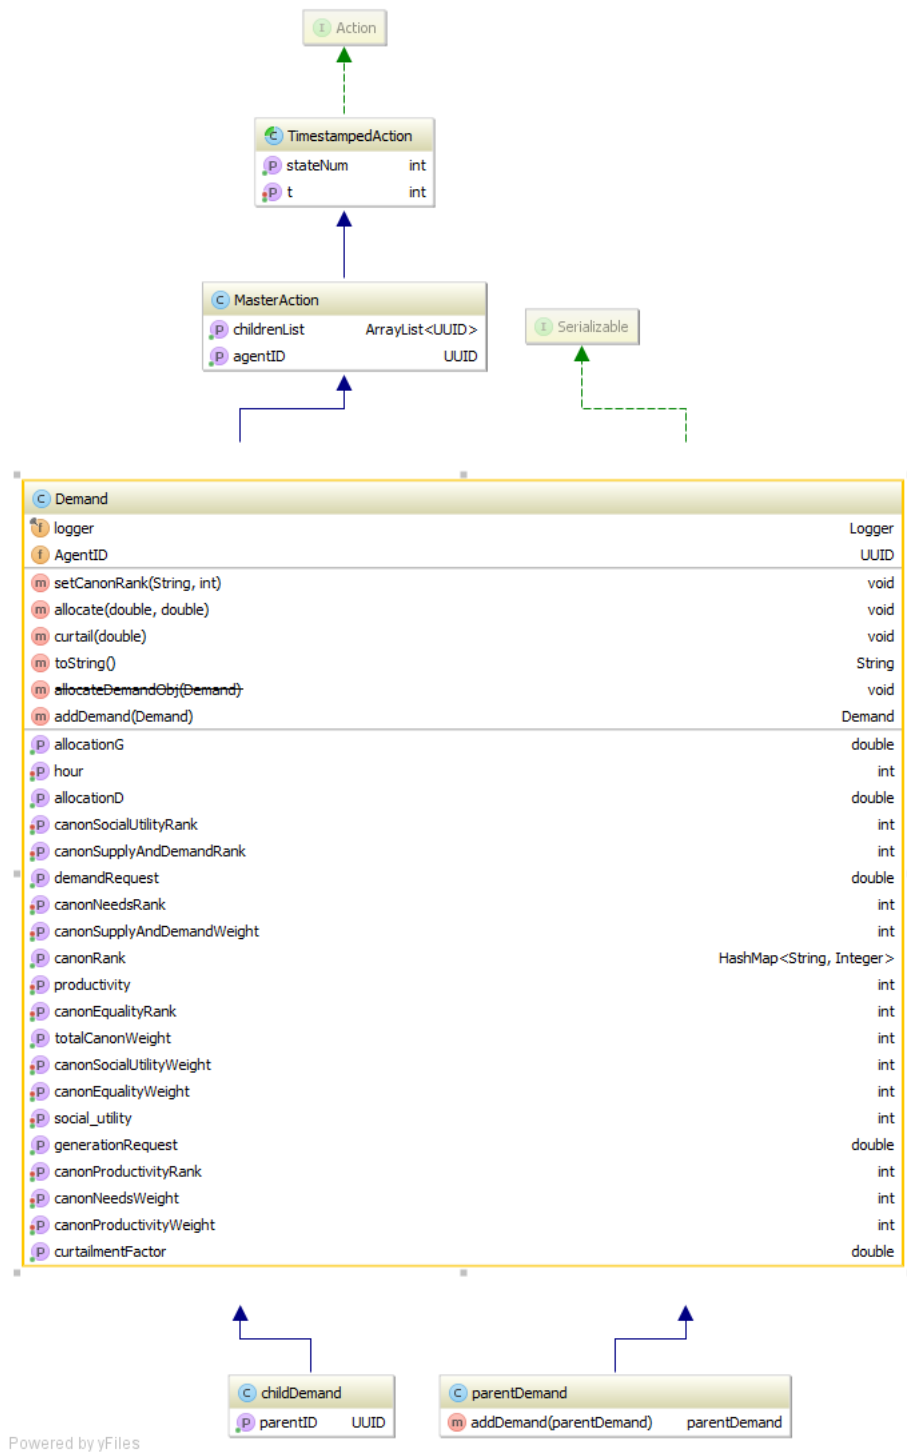 I Action
C TimestampedAction
P stateNum int
P t int
C MasterAction
P childrenList ArrayList<UUID>
P agentID UUID
I Serializable
C Demand
f logger Logger
f AgentID UUID
m setCanonRank(String, int) void
m allocate(double, double) void
m curtail(double) void
m toString() String
m allocateDemandObj(Demand) void
m addDemand(Demand) Demand
P allocationG double
P hour int
P allocationD double
P canonSocialUtilityRank int
P canonSupplyAndDemandRank int
P demandRequest double
P canonNeedsRank int
P canonSupplyAndDemandWeight int
P canonRank HashMap<String, Integer>
P productivity int
P canonEqualityRank int
P totalCanonWeight int
P canonSocialUtilityWeight int
P canonEqualityWeight int
P social_utility int
P generationRequest double
P canonProductivityRank int
P canonNeedsWeight int
P canonProductivityWeight int
P curtailmentFactor double
C childDemand
P parentID UUID
C parentDemand
m addDemand(parentDemand) parentDemand
Powered by yFiles